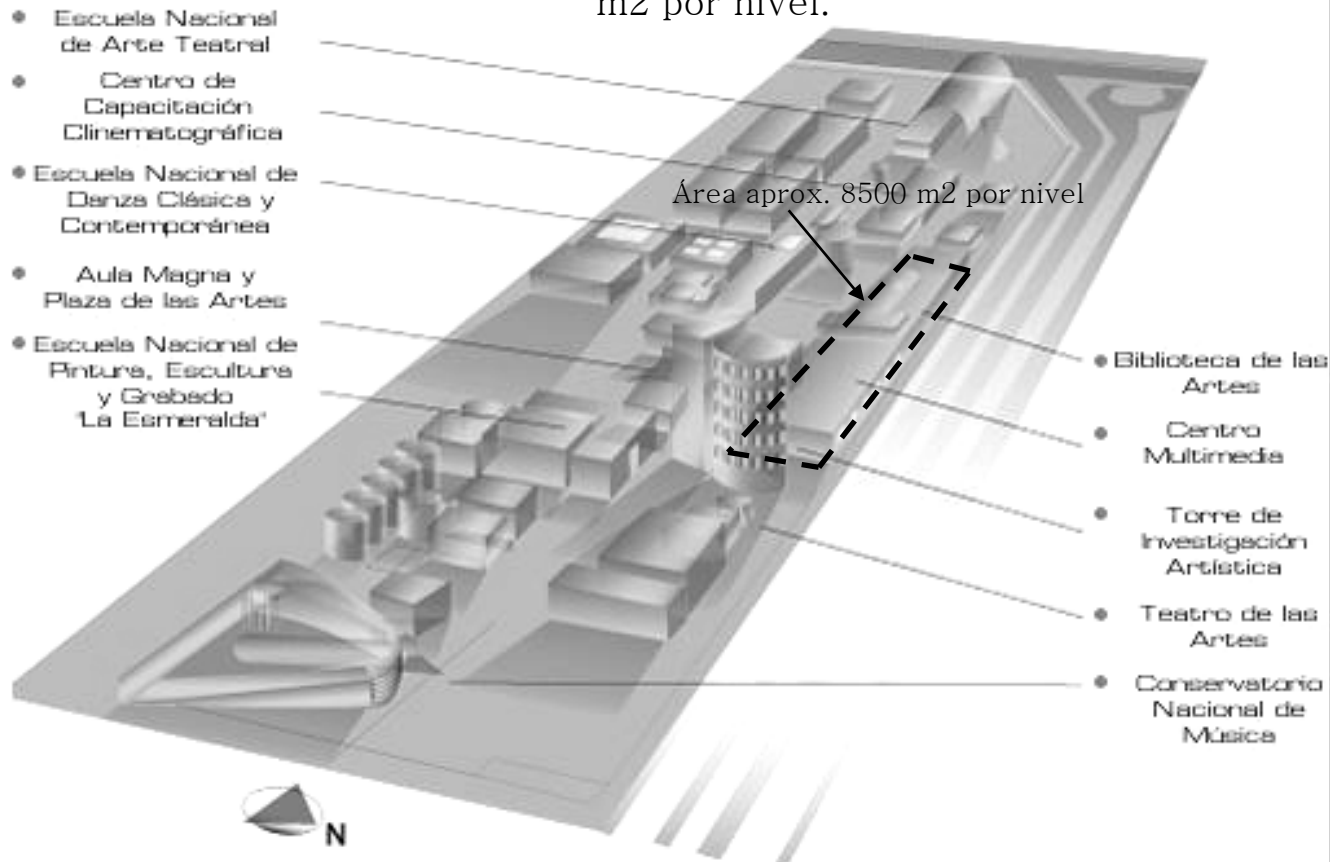 m2 por nivel.
Escuela Nacional
de Arte Teatral
Centro de
Capacitación
Clinematográfica
Escuela Nacional de
Danza Clásica y
Contemporánea
Aula Magna y
Plaza de las Artes
Escuela Nacional de
Pintura, Escultura
y Grabado
"La Esmeralda"
Área aprox. 8500 m2 por nivel
Biblioteca de las
Artes
Centro
Multimedia
Torre de
Investigación
Artística
Teatro de las
Artes
Conservatorio
Nacional de
Música
N